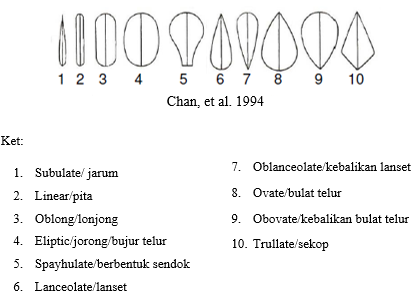 1 2 3 4 5 6 7 8 9 10
Chan, et al. 1994
Ket:
1. Subulate/ jarum
2. Linear/pita
3. Oblong/lonjong
4. Eliptic/jorong/bujur telur
5. Spayhulate/berbentuk sendok
6. Lanceolate/lanset
7. Oblanceolate/kebalikan lanset
8. Ovate/bulat telur
9. Obovate/kebalikan bulat telur
10. Trullate/sekop